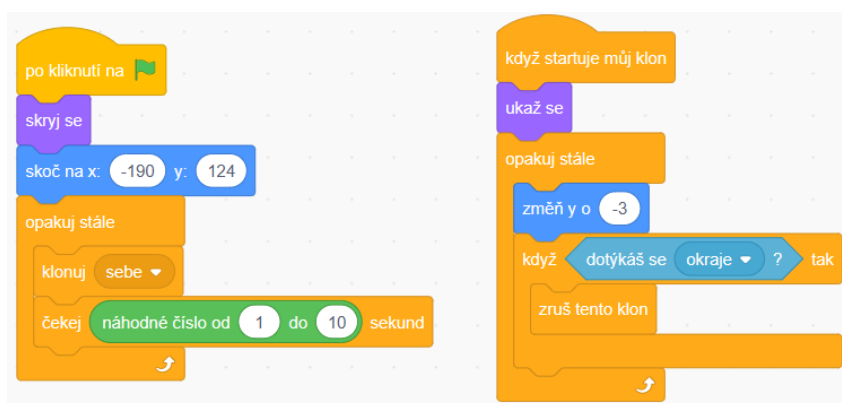 po kliknutí na
skryj se
skoč na x: -190 y: 124
opakuj stále
klonuj sebe
čekej náhodné číslo od 1 do 10 sekund
když startuje můj klon
ukaž se
opakuj stále
změň y o -3
když dotýkáš se okraje ? tak
zruš tento klon